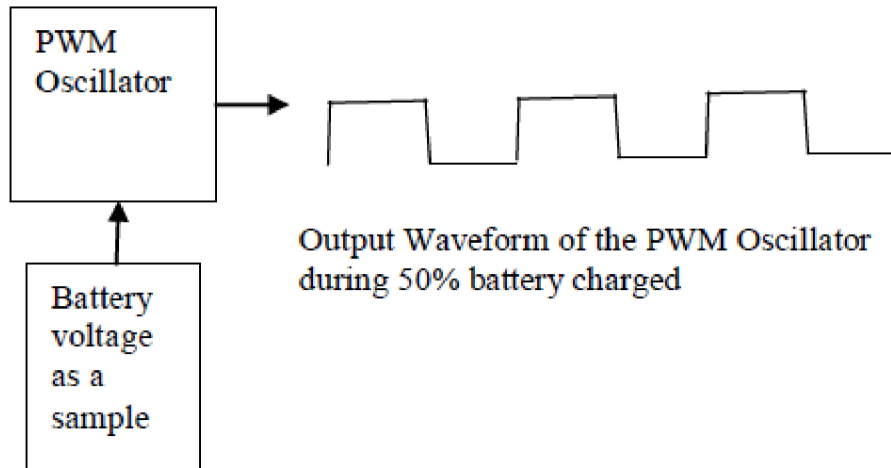 PWM
Oscillator
Output Waveform of the PWM Oscillator
during 50% battery charged
Battery
voltage
as a
sample